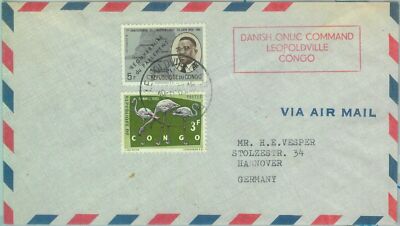 DANISH.ONUC COMMAND
LEOPOLDVILLE
CONGO
5F
REPUBLIQUE DU CONGO
3F
CONGO
VIA AIR MAIL
MR. H.E.VESPER
STOLZESTR. 34
HANNOVER
GERMANY